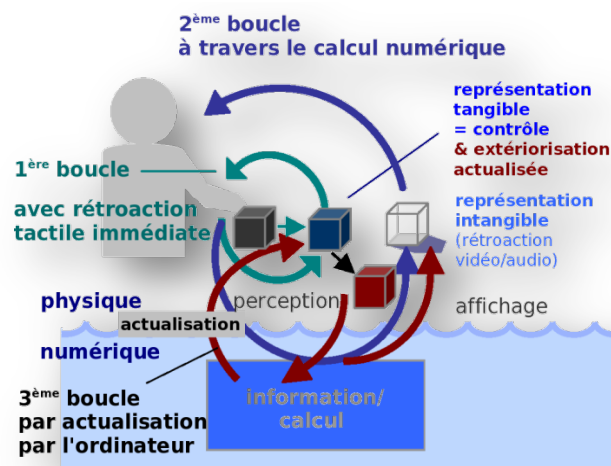 2ème boucle
à travers le calcul numérique
représentation
tangible
= contrôle
& extériorisation
actualisée
1ère boucle
avec rétroaction
tactile immédiate
représentation
intangible
(rétroaction
vidéo/audio)
physique
perception
affichage
actualisation
numérique
3ème boucle
par actualisation
par l'ordinateur
information/
calcul